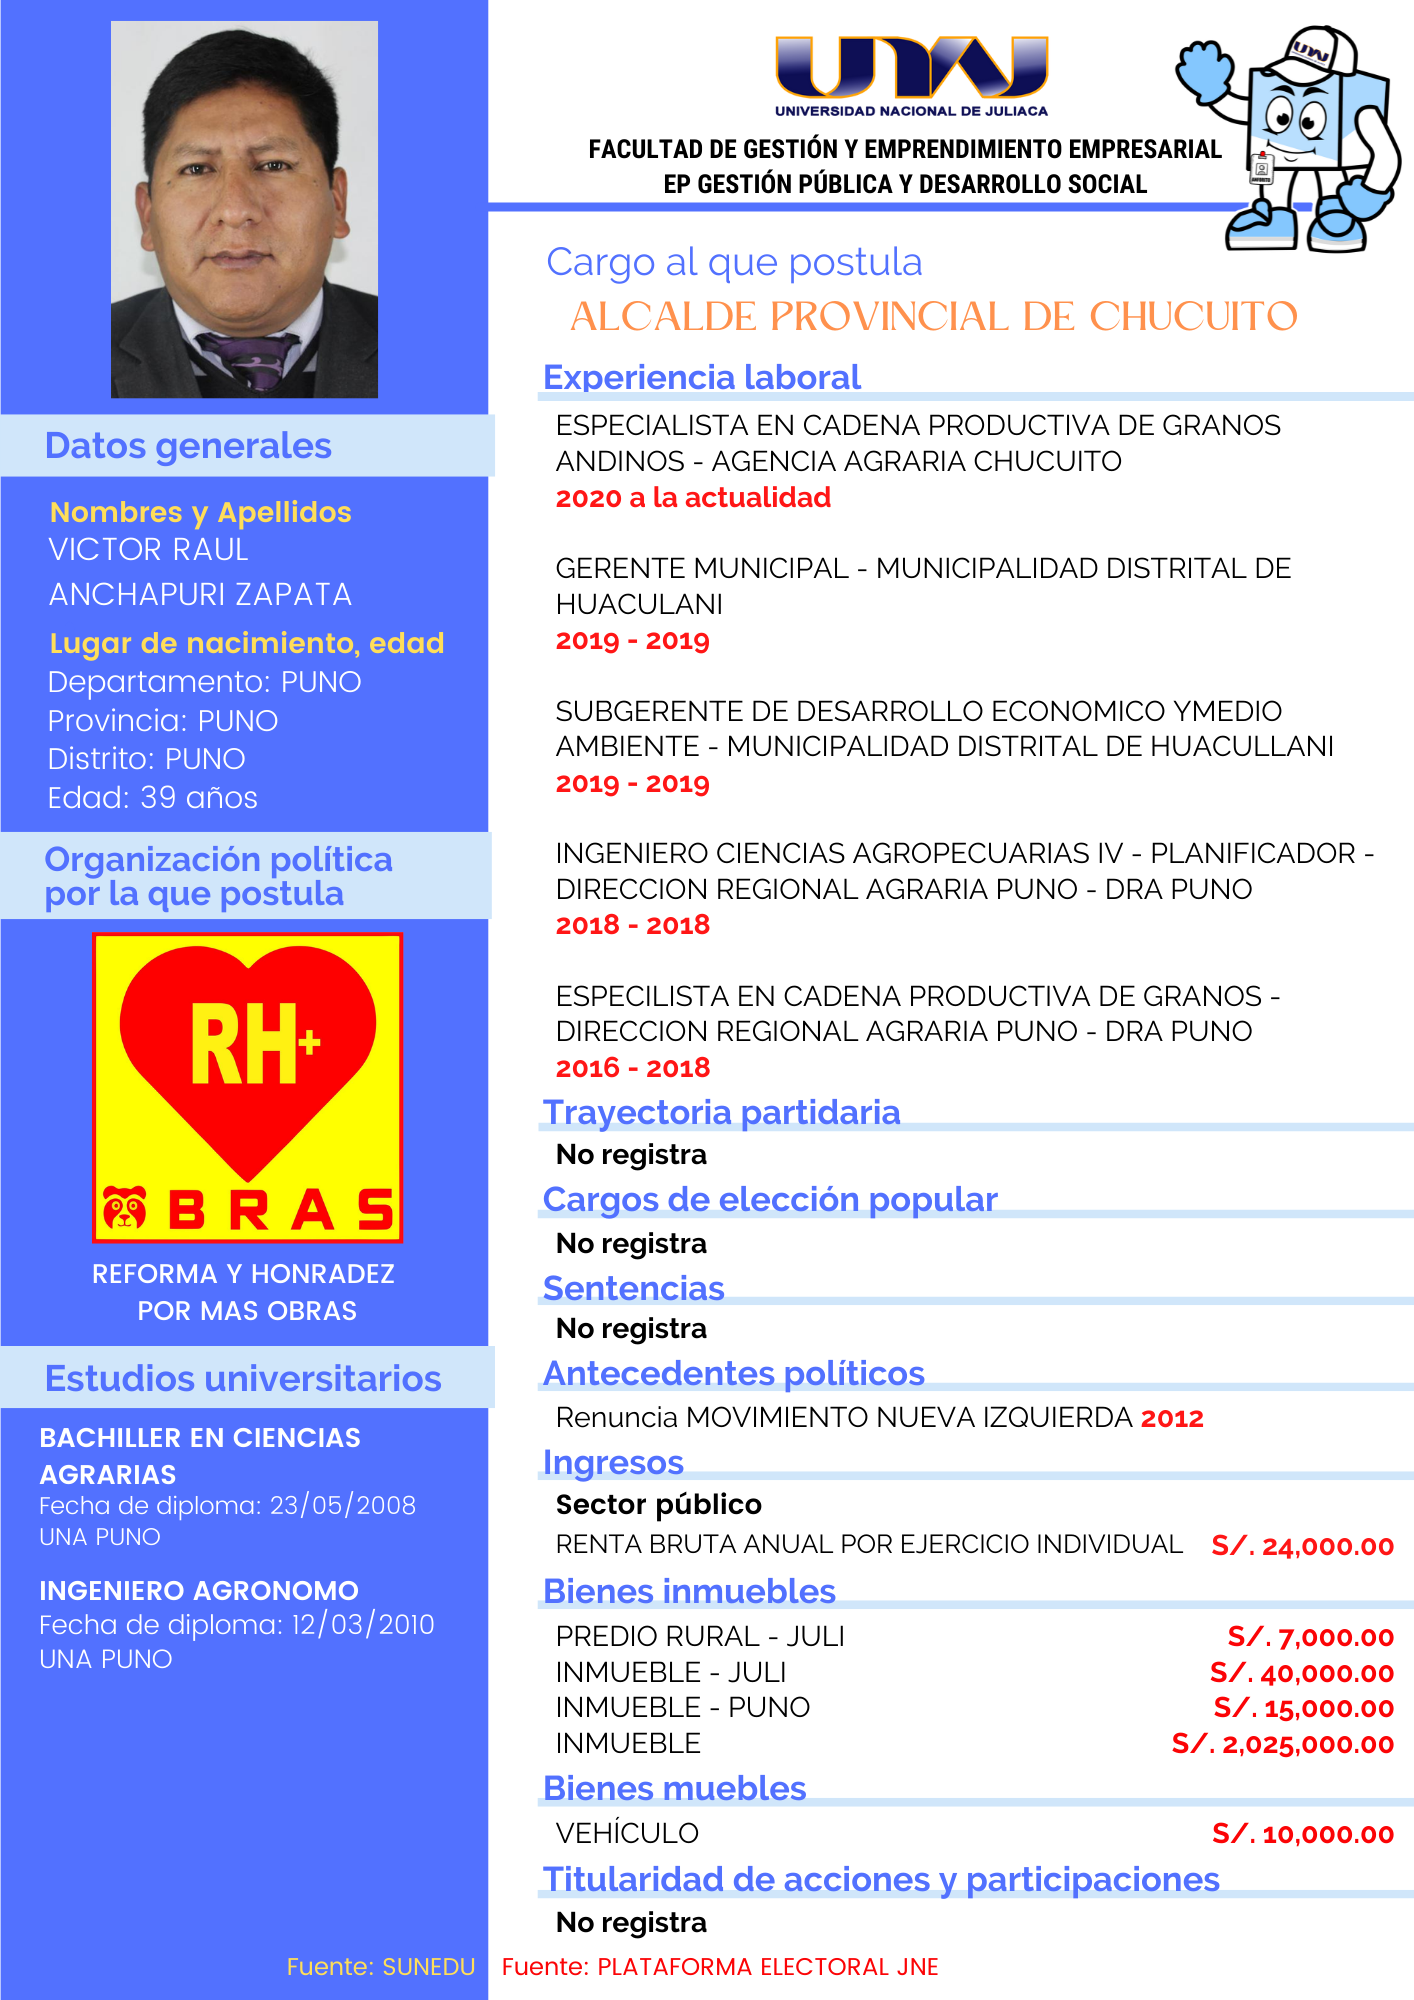 UNAJ
UNIVERSIDAD NACIONAL DE JULIACA
FACULTAD DE GESTIÓN Y EMPRENDIMIENTO EMPRESARIAL
EP GESTIÓN PÚBLICA Y DESARROLLO SOCIAL
UNAJ
Datos generales
Nombres y Apellidos
VICTOR RAUL
ANCHAPURI ZAPATA
Lugar de nacimiento, edad
Departamento: PUNO
Provincia: PUNO
Distrito: PUNO
Edad: 39 años
Organización política
por la que postula
RH+
OBRAS
REFORMA Y HONRADEZ
POR MAS OBRAS
Estudios universitarios
BACHILLER EN CIENCIAS
AGRARIAS
Fecha de diploma: 23/05/2008
UNA PUNO
INGENIERO AGRONOMO
Fecha de diploma: 12/03/2010
UNA PUNO
Fuente: SUNEDU
Cargo al que postula
ALCALDE PROVINCIAL DE CHUCUITO
Experiencia laboral
ESPECIALISTA EN CADENA PRODUCTIVA DE GRANOS
ANDINOS - AGENCIA AGRARIA CHUCUITO
2020 a la actualidad
GERENTE MUNICIPAL - MUNICIPALIDAD DISTRITAL DE
HUACULANI
2019 - 2019
SUBGERENTE DE DESARROLLO ECONOMICO YMEDIO
AMBIENTE - MUNICIPALIDAD DISTRITAL DE HUACULLANI
2019 - 2019
INGENIERO CIENCIAS AGROPECUARIAS IV - PLANIFICADOR -
DIRECCION REGIONAL AGRARIA PUNO - DRA PUNO
2018 - 2018
ESPECILISTA EN CADENA PRODUCTIVA DE GRANOS -
DIRECCION REGIONAL AGRARIA PUNO - DRA PUNO
2016 - 2018
Trayectoria partidaria
No registra
Cargos de elección popular
No registra
Sentencias
No registra
Antecedentes políticos
Renuncia MOVIMIENTO NUEVA IZQUIERDA 2012
Ingresos
Sector público
RENTA BRUTA ANUAL POR EJERCICIO INDIVIDUAL S/. 24,000.00
Bienes inmuebles
PREDIO RURAL - JULI S/. 7,000.00
INMUEBLE - JULI S/. 40,000.00
INMUEBLE - PUNO S/. 15,000.00
INMUEBLE S/. 2,025,000.00
Bienes muebles
VEHÍCULO S/. 10,000.00
Titularidad de acciones y participaciones
No registra
Fuente: PLATAFORMA ELECTORAL JNE